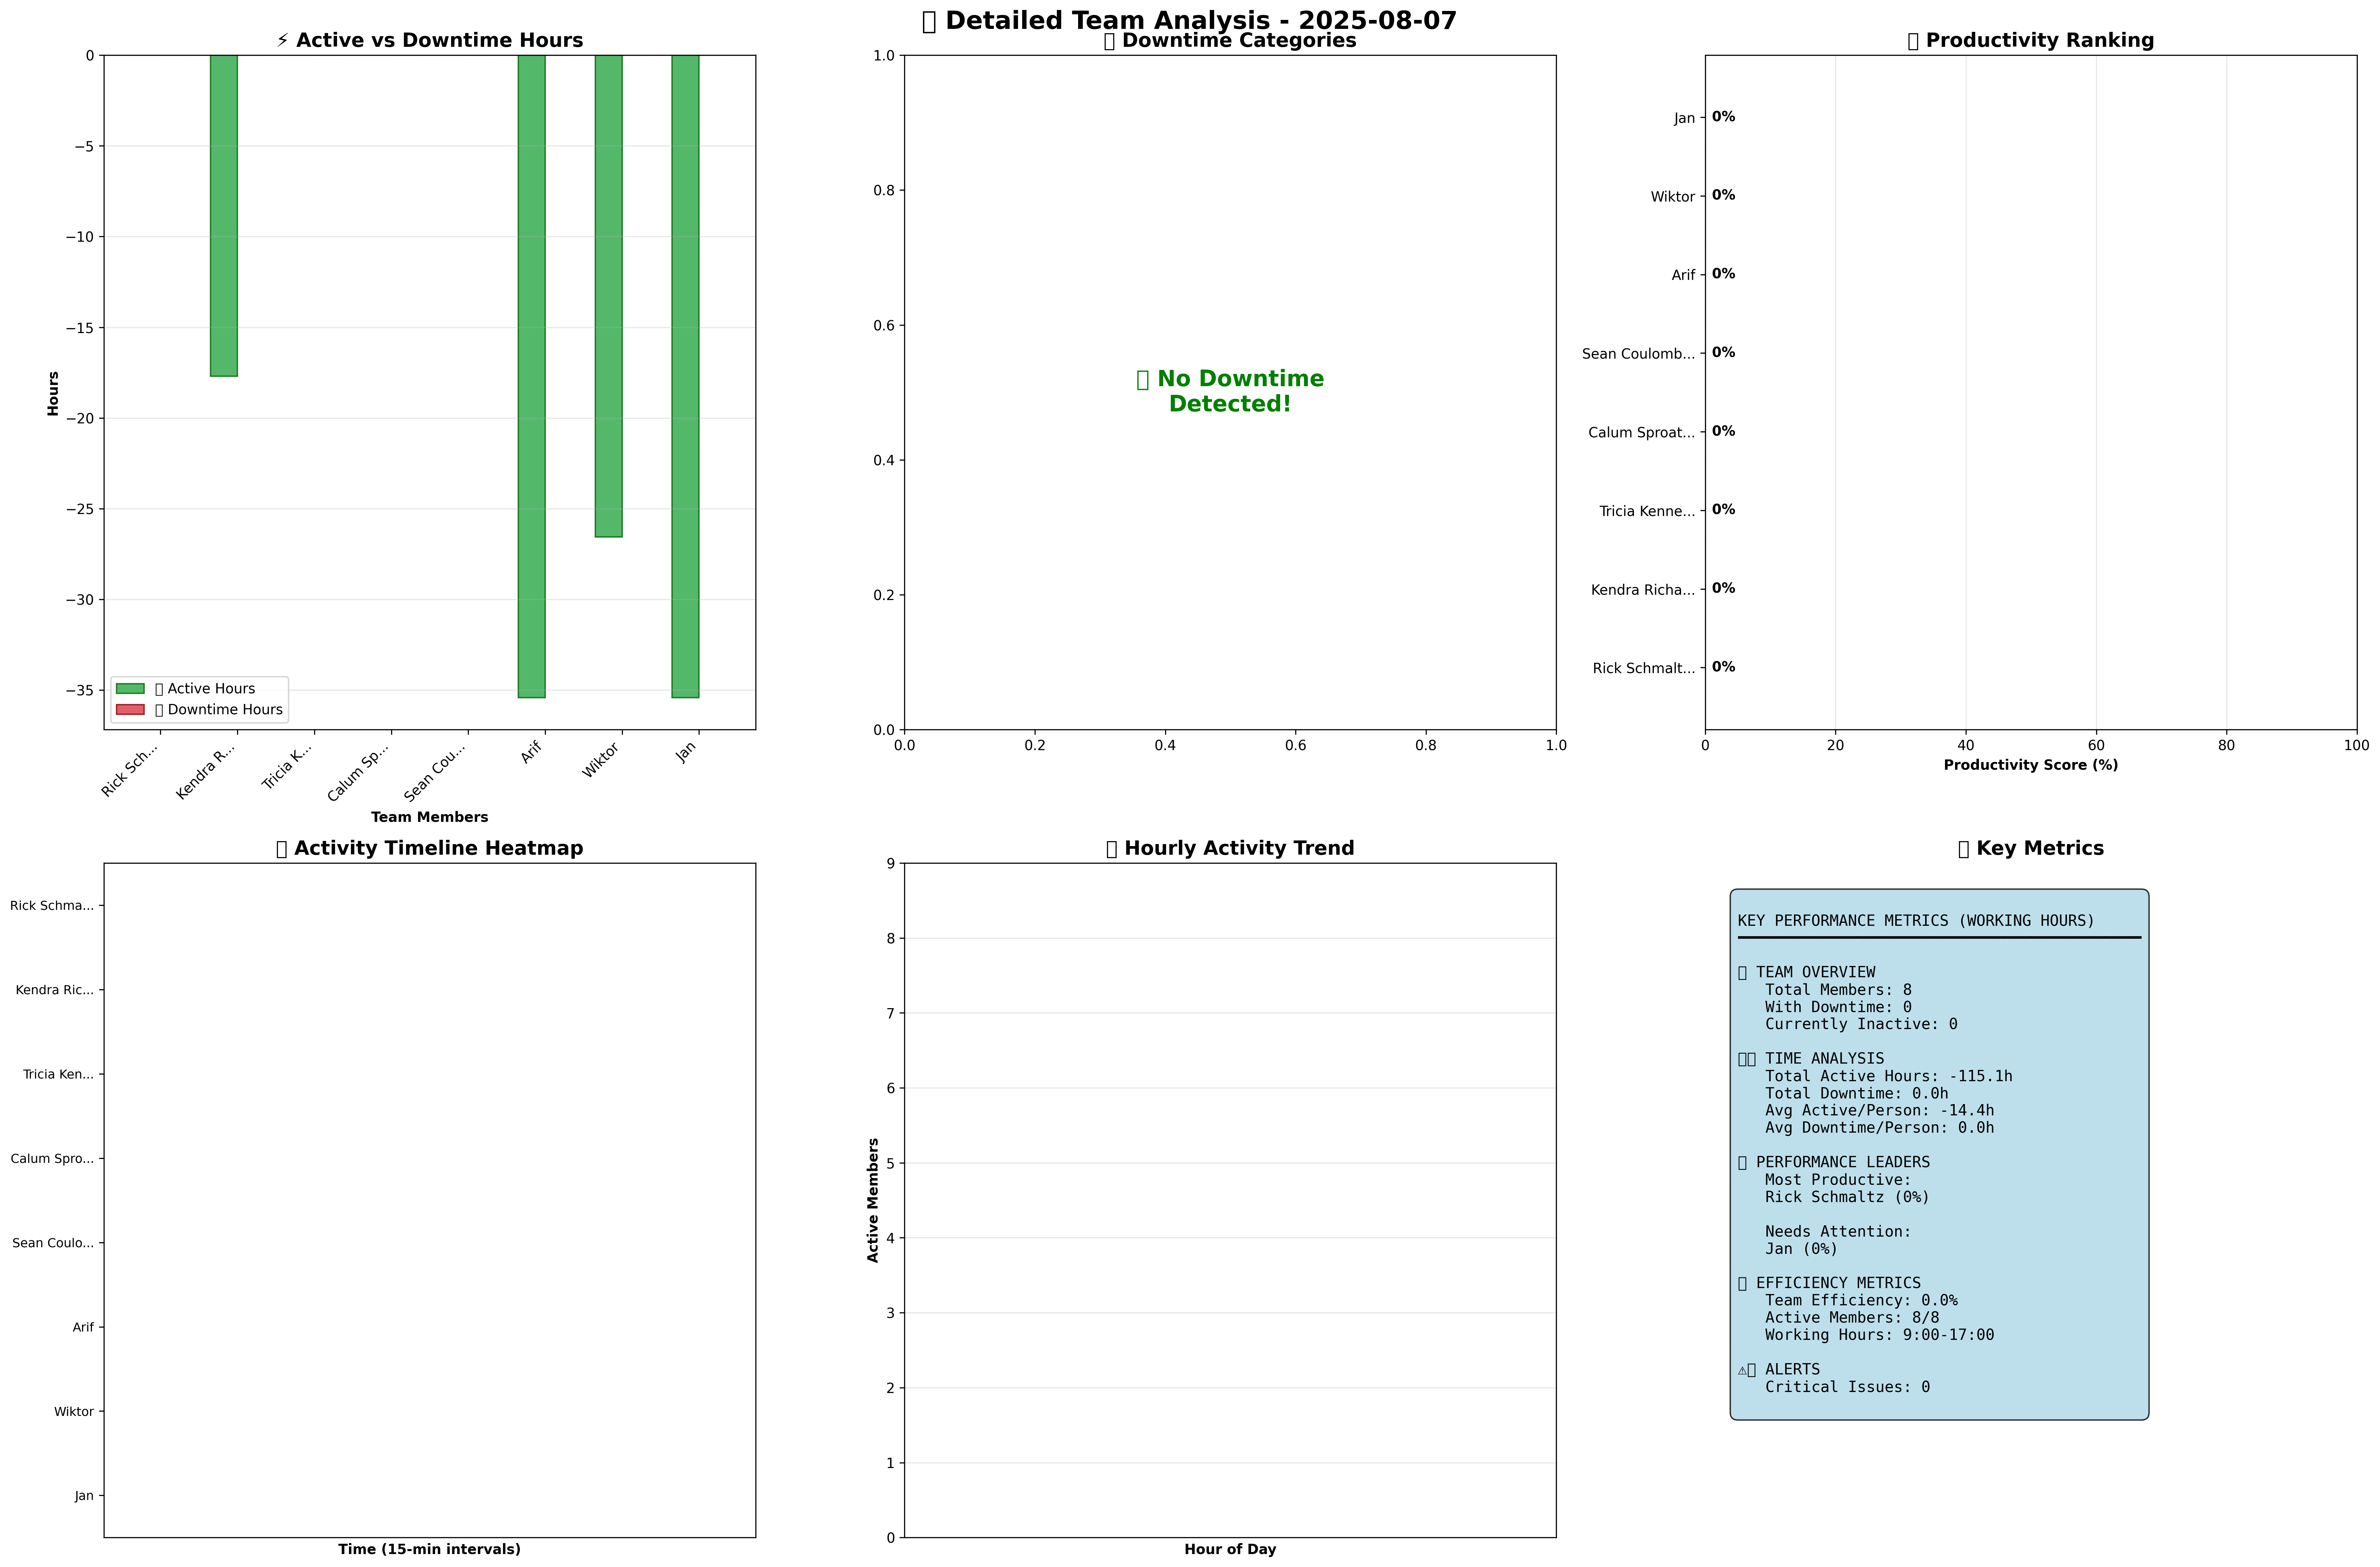 ▯ Detailed Team Analysis - 2025-08-07
⚡ Active vs Downtime Hours
0
−5
−10
−15
−20
−25
−30
−35
Hours
▯ Active Hours
▯ Downtime Hours
Rick Sch...
Kendra R...
Tricia K...
Calum Sp...
Sean Cou...
Arif
Wiktor
Jan
Team Members
▯ Downtime Categories
1.0
0.8
0.6
0.4
0.2
0.0
▯ No Downtime
Detected!
0.0 0.2 0.4 0.6 0.8 1.0
▯ Productivity Ranking
Jan 0%
Wiktor 0%
Arif 0%
Sean Coulomb... 0%
Calum Sproat... 0%
Tricia Kenne... 0%
Kendra Richa... 0%
Rick Schmalt... 0%
0 20 40 60 80 100
Productivity Score (%)
▯ Activity Timeline Heatmap
Rick Schma...
Kendra Ric...
Tricia Ken...
Calum Spro...
Sean Coulo...
Arif
Wiktor
Jan
Time (15-min intervals)
▯ Hourly Activity Trend
9
8
7
6
5
4
3
2
1
0
Active Members
Hour of Day
▯ Key Metrics
KEY PERFORMANCE METRICS (WORKING HOURS)
▯ TEAM OVERVIEW
Total Members: 8
With Downtime: 0
Currently Inactive: 0
▯▯ TIME ANALYSIS
Total Active Hours: -115.1h
Total Downtime: 0.0h
Avg Active/Person: -14.4h
Avg Downtime/Person: 0.0h
▯ PERFORMANCE LEADERS
Most Productive:
Rick Schmaltz (0%)
Needs Attention:
Jan (0%)
▯ EFFICIENCY METRICS
Team Efficiency: 0.0%
Active Members: 8/8
Working Hours: 9:00-17:00
⚠▯ ALERTS
Critical Issues: 0